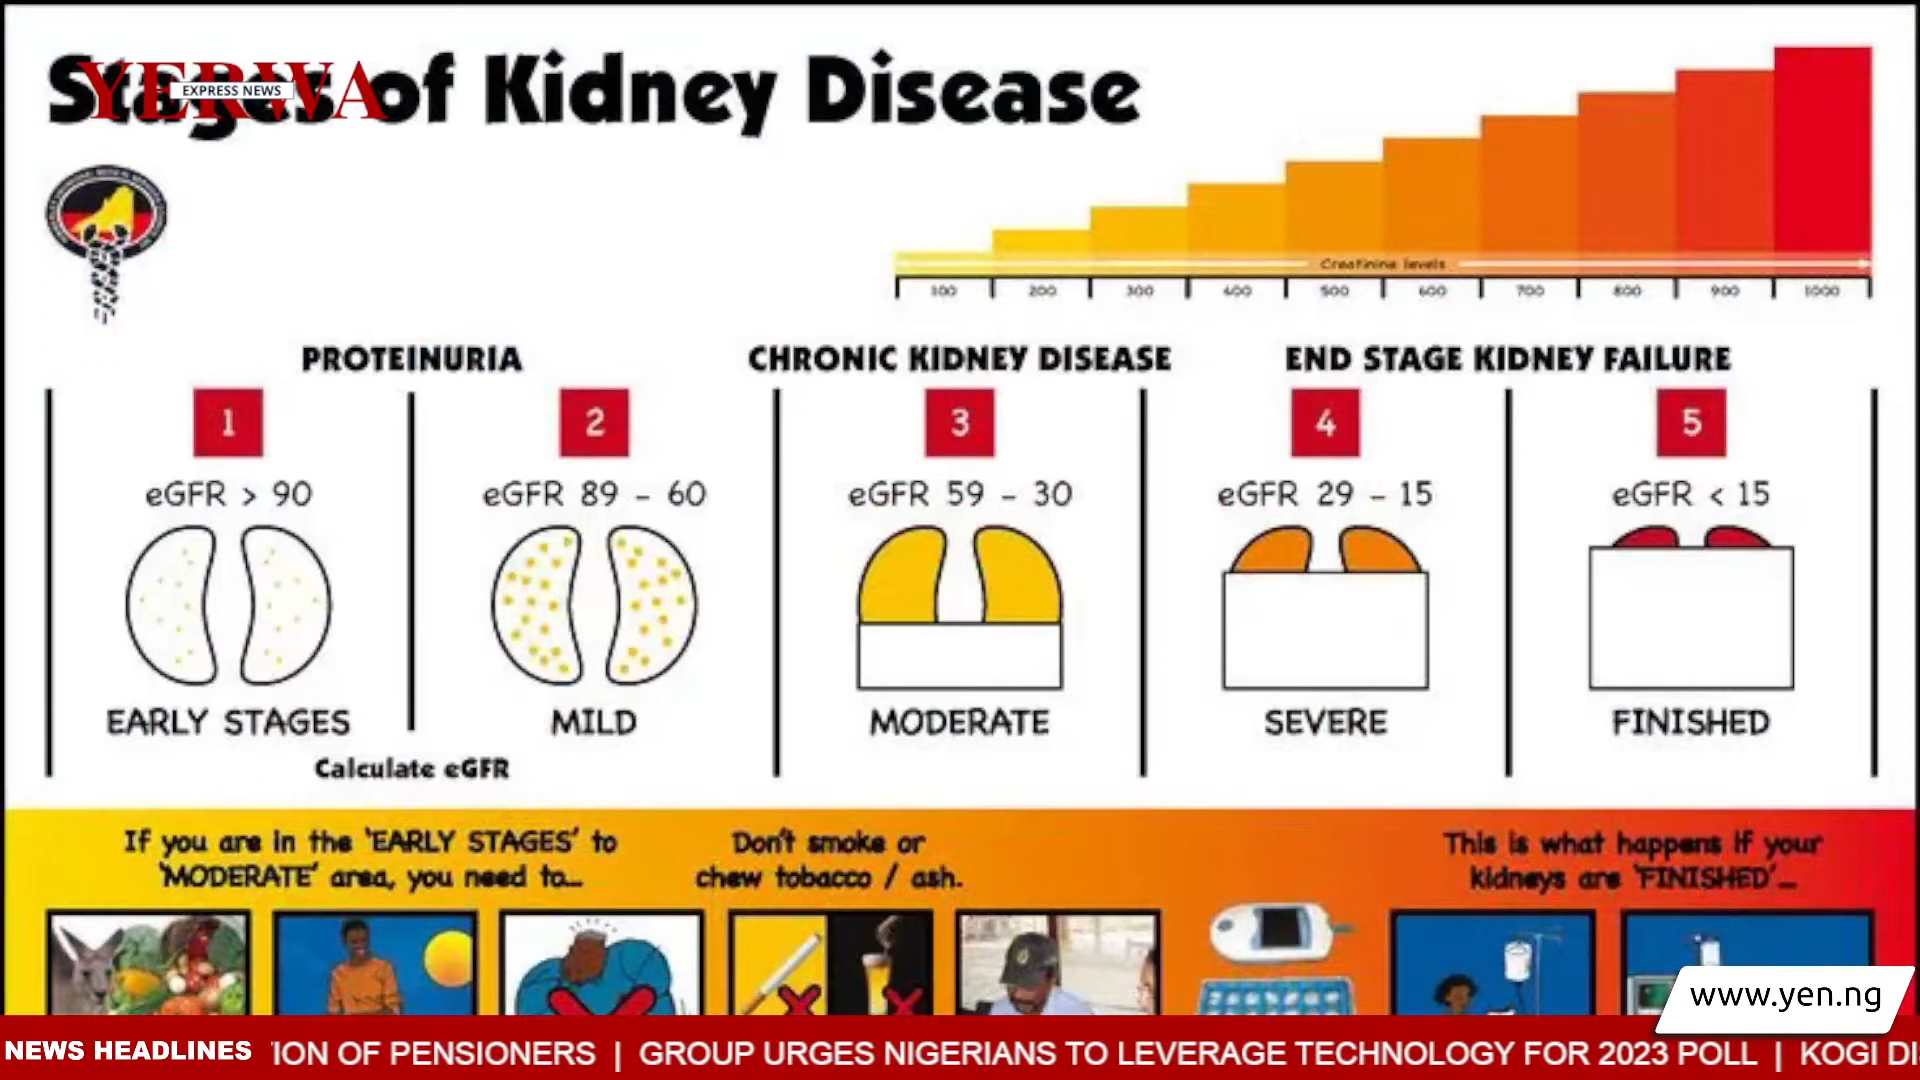 Stages of Kidney Disease
YERWA
EXPRESS NEWS
Creatinine levels
100 200 300 400 500 600 700 800 900 1000
PROTEINURIA
CHRONIC KIDNEY DISEASE
END STAGE KIDNEY FAILURE
1
2
3
4
5
eGFR > 90
eGFR 89 – 60
eGFR 59 – 30
eGFR 29 – 15
eGFR < 15
EARLY STAGES
MILD
MODERATE
SEVERE
FINISHED
Calculate eGFR
If you are in the 'EARLY STAGES' to
'MODERATE' area, you need to...
Don't smoke or
chew tobacco / ash.
This is what happens if your
kidneys are 'FINISHED'...
www.yen.ng
NEWS HEADLINES
ION OF PENSIONERS | GROUP URGES NIGERIANS TO LEVERAGE TECHNOLOGY FOR 2023 POLL | KOGI DI